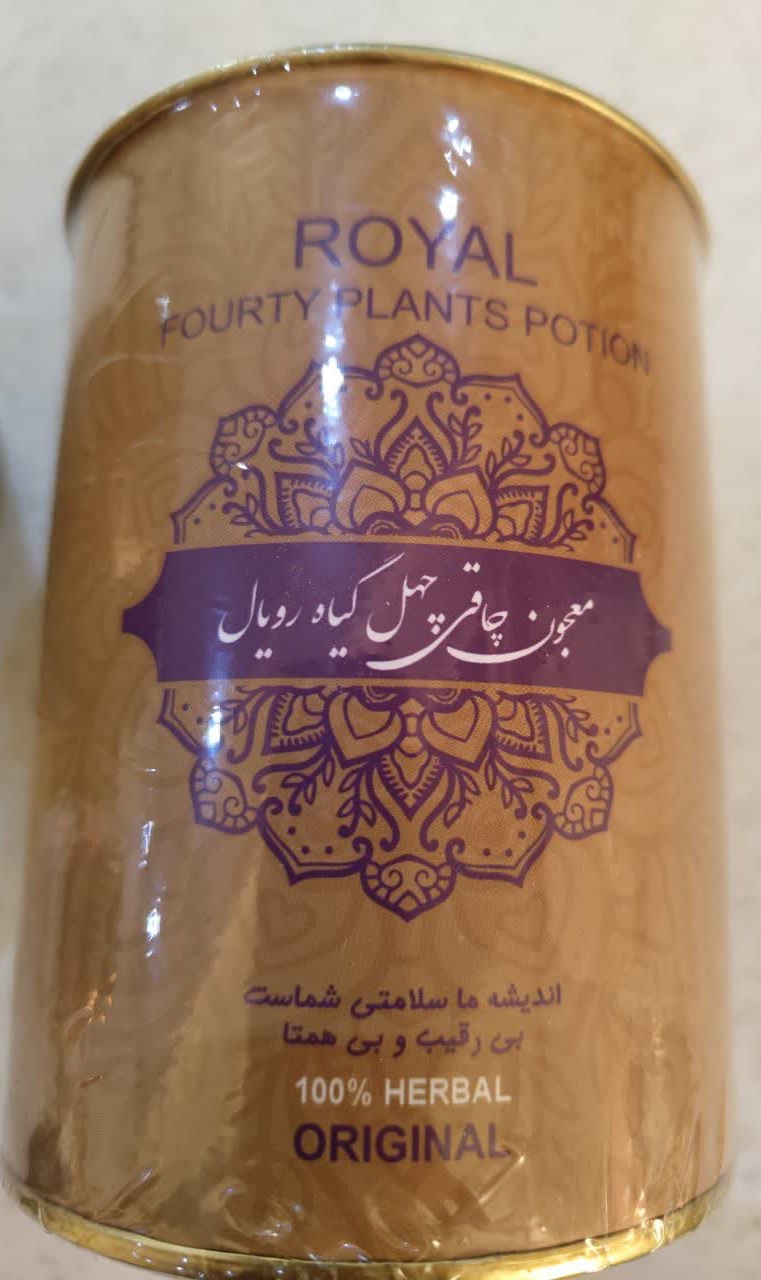 ROYAL
FOURTY PLANTS POTION
معجون چاقی چهل گیاه رویال
اندیشه ما سلامتی شماست
بی رقیب و بی همتا
100% HERBAL
ORIGINAL